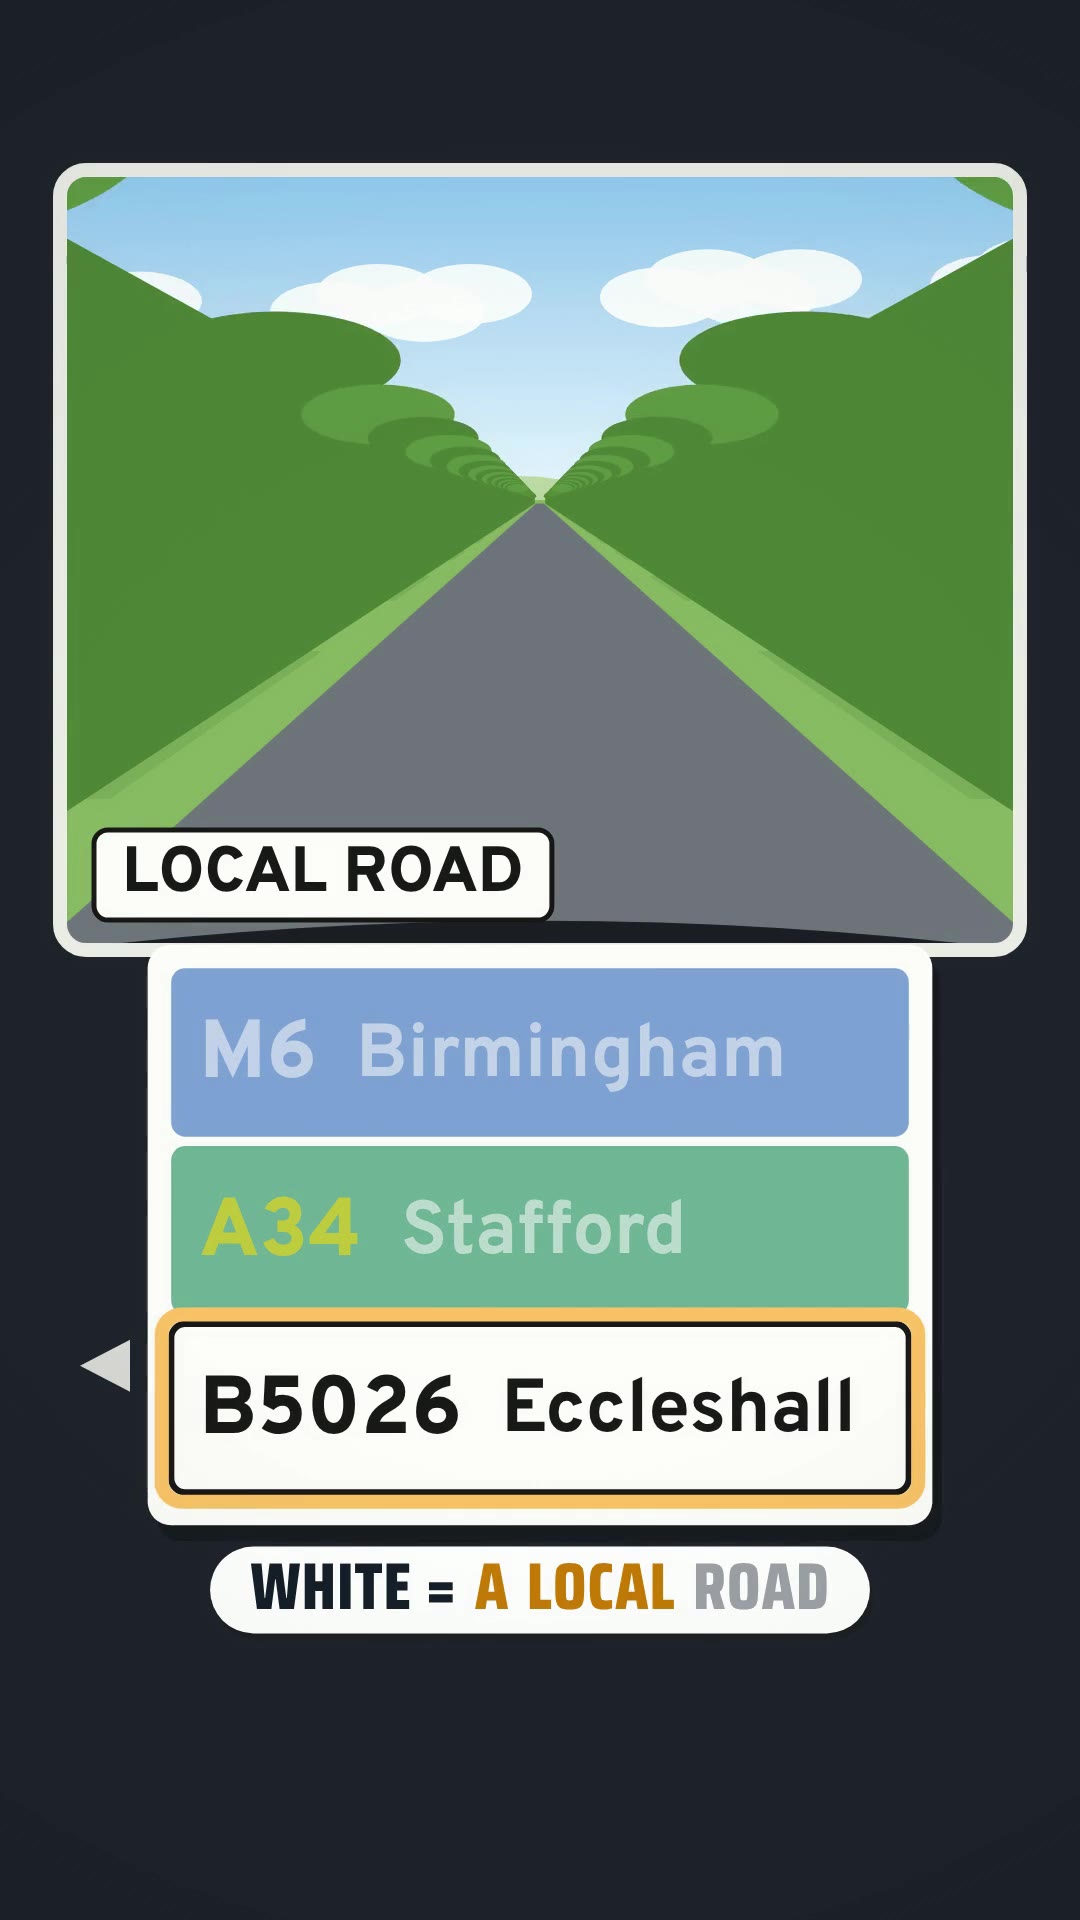 LOCAL ROAD
M6 Birmingham
A34 Stafford
B5026 Eccleshall
WHITE = A LOCAL ROAD